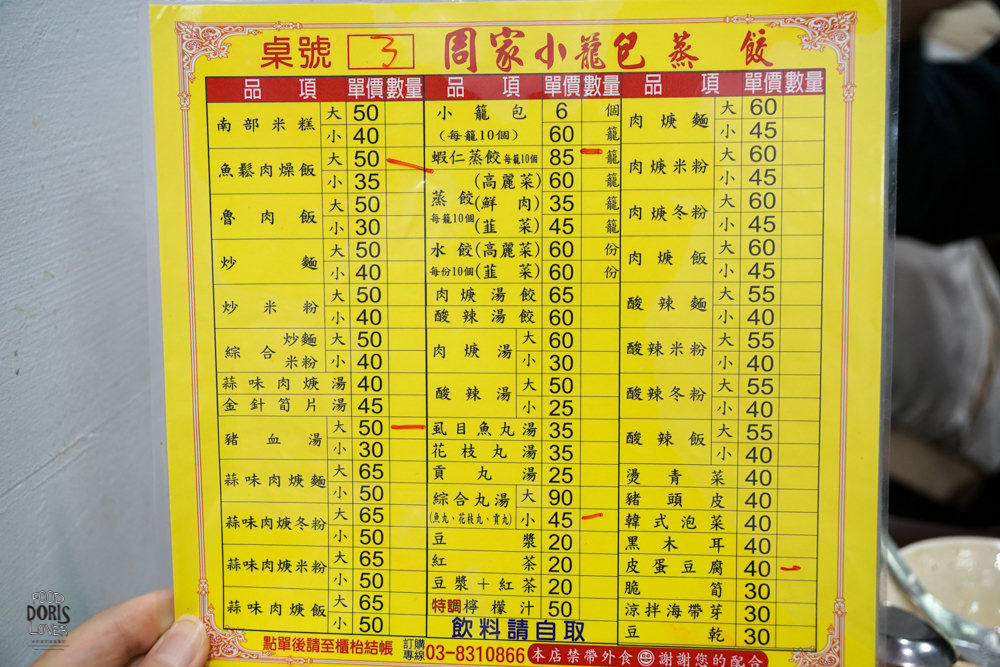 桌號 3 周家小籠包蒸餃
品項 單價 數量
南部米糕 大 50
小 40
魚鬆肉燥飯 大 50
小 35
魯肉飯 大 50
小 30
炒麵 大 50
小 40
炒米粉 大 50
小 40
綜合 炒麵 大 50
米粉 小 40
蒜味肉焿湯 40
金針筍片湯 45
豬血湯 大 50
小 30
蒜味肉焿麵 大 65
小 50
蒜味肉焿冬粉 大 65
小 50
蒜味肉焿米粉 大 65
小 50
蒜味肉焿飯 大 65
小 50
品項 單價 數量
小籠包 6 個
(每籠10個) 60 籠
蝦仁蒸餃 每籠10個 85 籠
(高麗菜) 60 籠
蒸餃(鮮肉) 35 籠
每籠10個 (韮菜) 45 籠
水餃(高麗菜) 60 份
每份10個(韮菜) 60 份
肉焿湯餃 65
酸辣湯餃 60
肉焿湯 大 60
小 30
酸辣湯 大 50
小 25
虱目魚丸湯 35
花枝丸湯 35
貢丸湯 25
綜合丸湯 大 90
(魚丸、花枝丸、貢丸) 小 45
豆漿 20
紅茶 20
豆漿+紅茶 20
特調檸檬汁 50
飲料請自取
品項 單價 數量
肉焿麵 大 60
小 45
肉焿米粉 大 60
小 45
肉焿冬粉 大 60
小 45
肉焿飯 大 60
小 45
酸辣麵 大 55
小 40
酸辣米粉 大 55
小 40
酸辣冬粉 大 55
小 40
酸辣飯 大 55
小 40
燙青菜 40
豬頭皮 40
韓式泡菜 40
黑木耳 40
皮蛋豆腐 40
脆筍 30
涼拌海帶芽 30
豆乾 30
點單後請至櫃枱結帳 訂購專線 03-8310866 本店禁帶外食 謝謝您的配合
FOOD
DORIS
LOVER